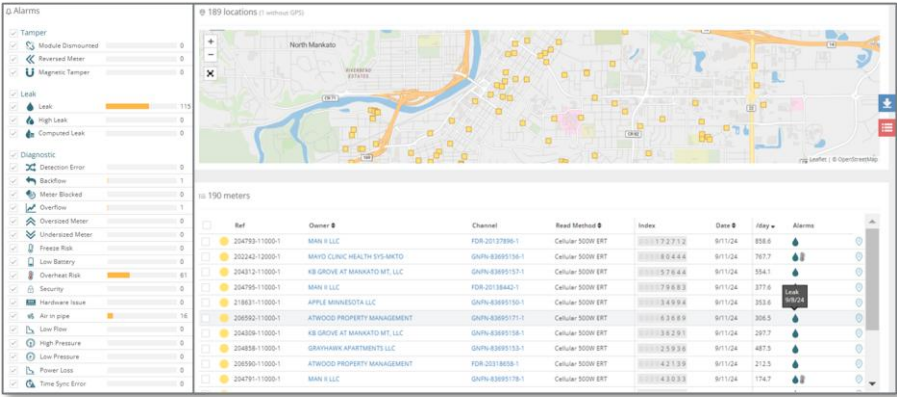 Alarms
Tamper
Module Dismounted 0
Reversed Meter 0
Magnetic Tamper 0
Leak
Leak 115
High Leak 0
Computed Leak 0
Diagnostic
Detection Error 0
Backflow 1
Meter Blocked 0
Overflow 1
Oversized Meter 0
Undersized Meter 0
Freeze Risk 0
Low Battery 0
Overheat Risk 61
Security 0
Hardware Issue 0
Air in pipe 16
Low Flow 0
High Pressure 0
Low Pressure 0
Power Loss 0
Time Sync Error 0
189 locations (1 without GPS)
+
−
North Mankato
Leaflet | © OpenStreetMap
190 meters
Ref Owner Channel Read Method Index Date /day Alarms
204793-11000-1 MAN II LLC FDR-20137896-1 Cellular 500W ERT 172712 9/11/24 858.6
202242-12000-1 MAYO CLINIC HEALTH SYS-MKTO GNPN-83695156-1 Cellular 500W ERT 80444 9/11/24 767.7
204312-11000-1 KB GROVE AT MANKATO MT, LLC GNPN-83695157-1 Cellular 500W ERT 57644 9/11/24 554.1
204795-11000-1 MAN II LLC FDR-20138442-1 Cellular 500W ERT 79683 9/11/24 377.6
Leak
9/9/24
218631-11000-1 APPLE MINNESOTA LLC GNPN-83695150-1 Cellular 500W ERT 34994 9/11/24 353.6
206592-11000-1 ATWOOD PROPERTY MANAGEMENT GNPN-83695171-1 Cellular 500W ERT 63689 9/11/24 306.5
204309-11000-1 KB GROVE AT MANKATO MT, LLC GNPN-83695158-1 Cellular 500W ERT 39291 9/11/24 297.7
204858-11000-1 GRAYHAWK APARTMENTS LLC GNPN-83695153-1 Cellular 500W ERT 25936 9/11/24 487.5
206590-11000-1 ATWOOD PROPERTY MANAGEMENT FDR-20318658-1 Cellular 500W ERT 42139 9/11/24 212.5
204791-11000-1 MAN II LLC GNPN-83695178-1 Cellular 500W ERT 43033 9/11/24 174.7